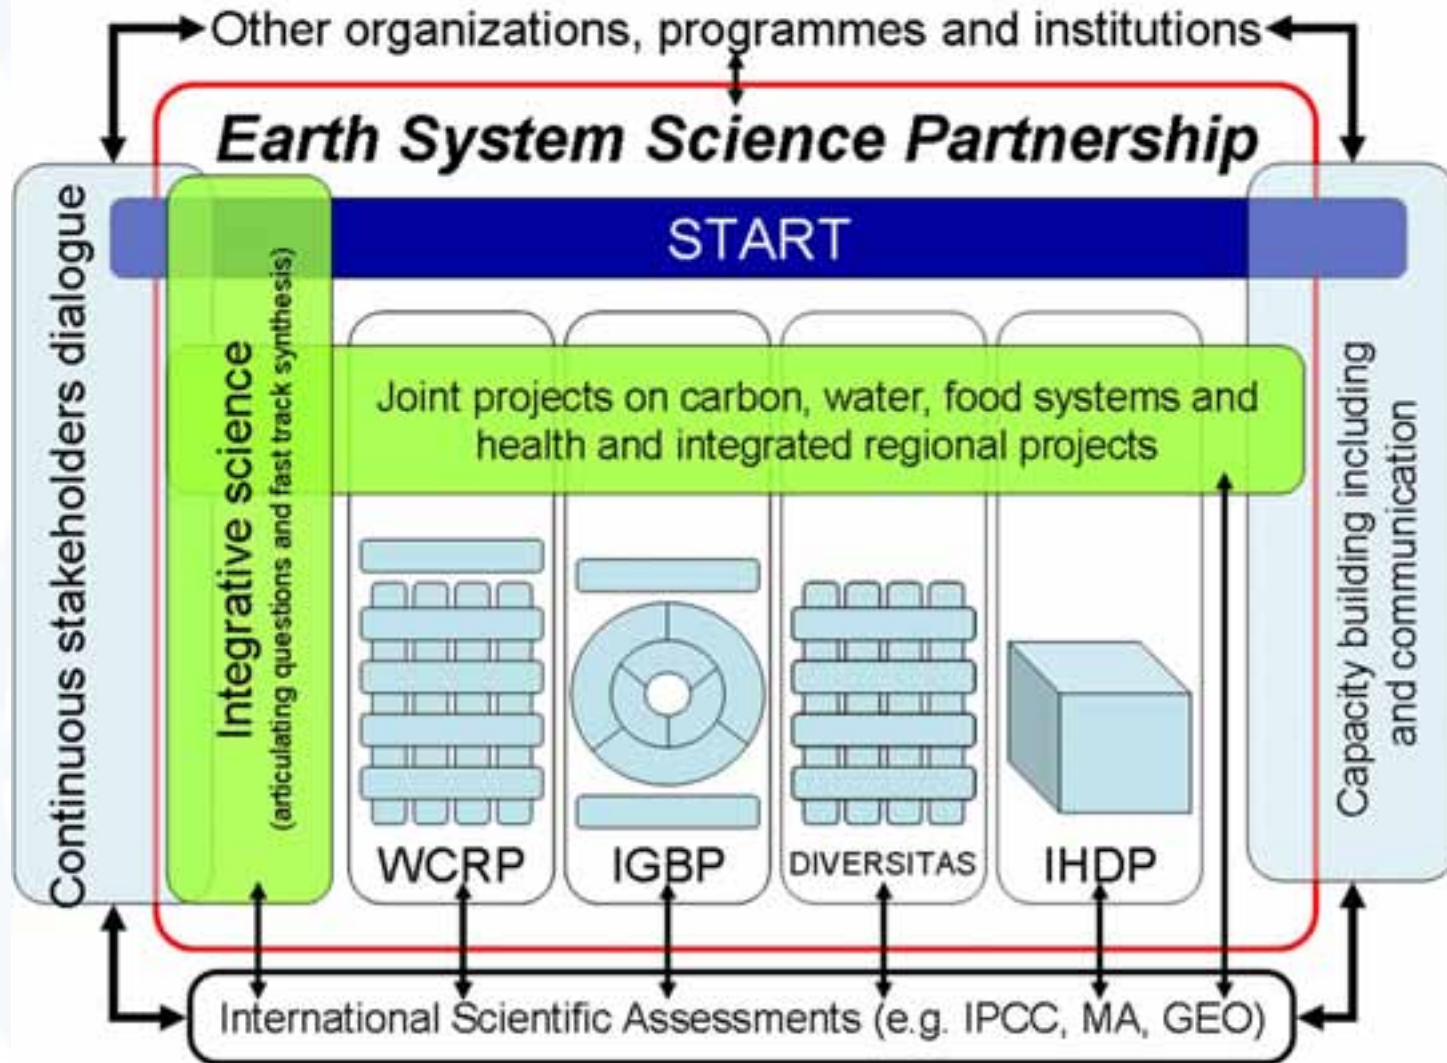 Other organizations, programmes and institutions
Earth System Science Partnership
START
Continuous stakeholders dialogue
Integrative science
(articulating questions and fast track synthesis)
Joint projects on carbon, water, food systems and
health and integrated regional projects
WCRP
IGBP
DIVERSITAS
IHDP
Capacity building including
and communication
International Scientific Assessments (e.g. IPCC, MA, GEO)